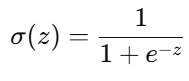 σ(z) = 1 / (1 + e^{-z})